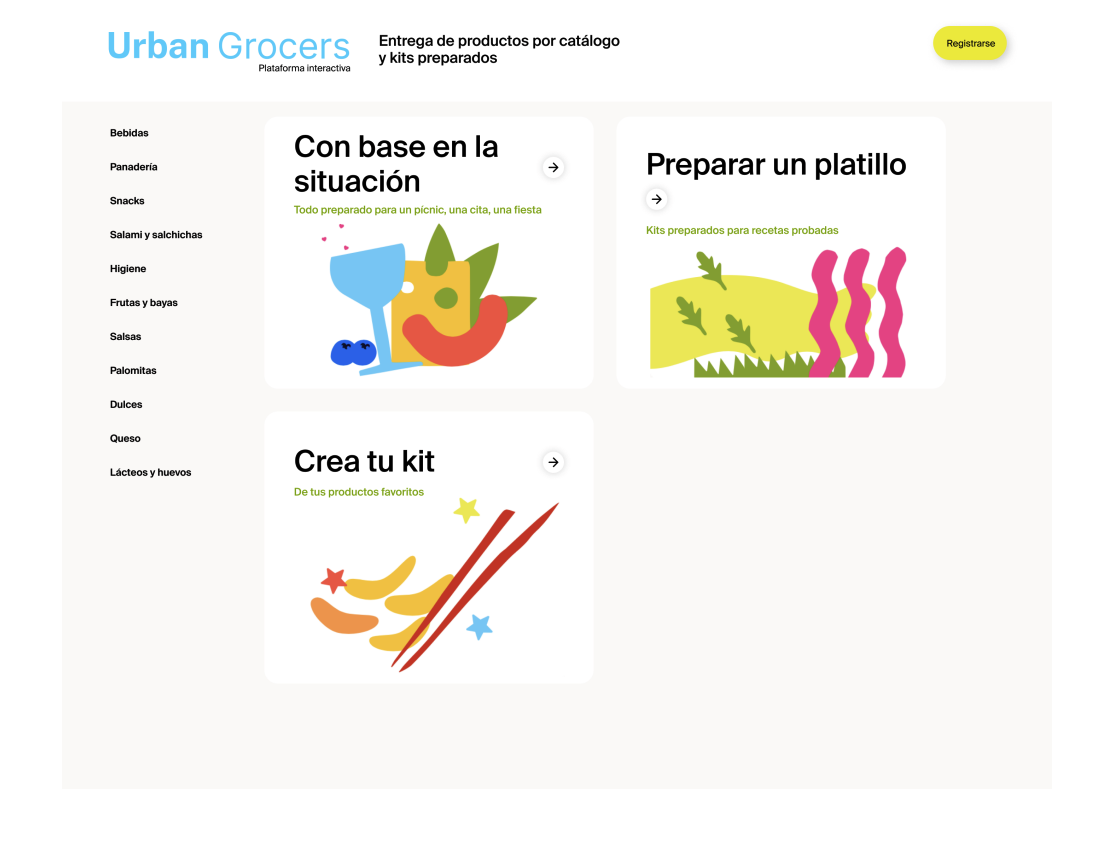 Urban Grocers
Plataforma interactiva
Entrega de productos por catálogo
y kits preparados
Registrarse
Bebidas
Panadería
Snacks
Salami y salchichas
Higiene
Frutas y bayas
Salsas
Palomitas
Dulces
Queso
Lácteos y huevos
Con base en la
situación
Todo preparado para un pícnic, una cita, una fiesta
Preparar un platillo
Kits preparados para recetas probadas
Crea tu kit
De tus productos favoritos